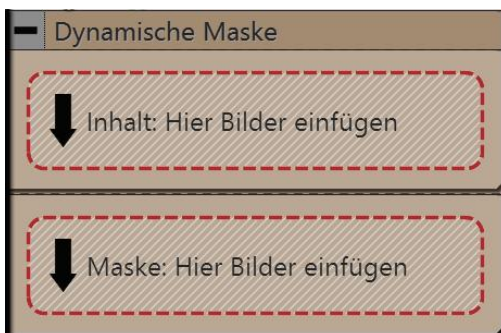 Dynamische Maske
Inhalt: Hier Bilder einfügen
Maske: Hier Bilder einfügen